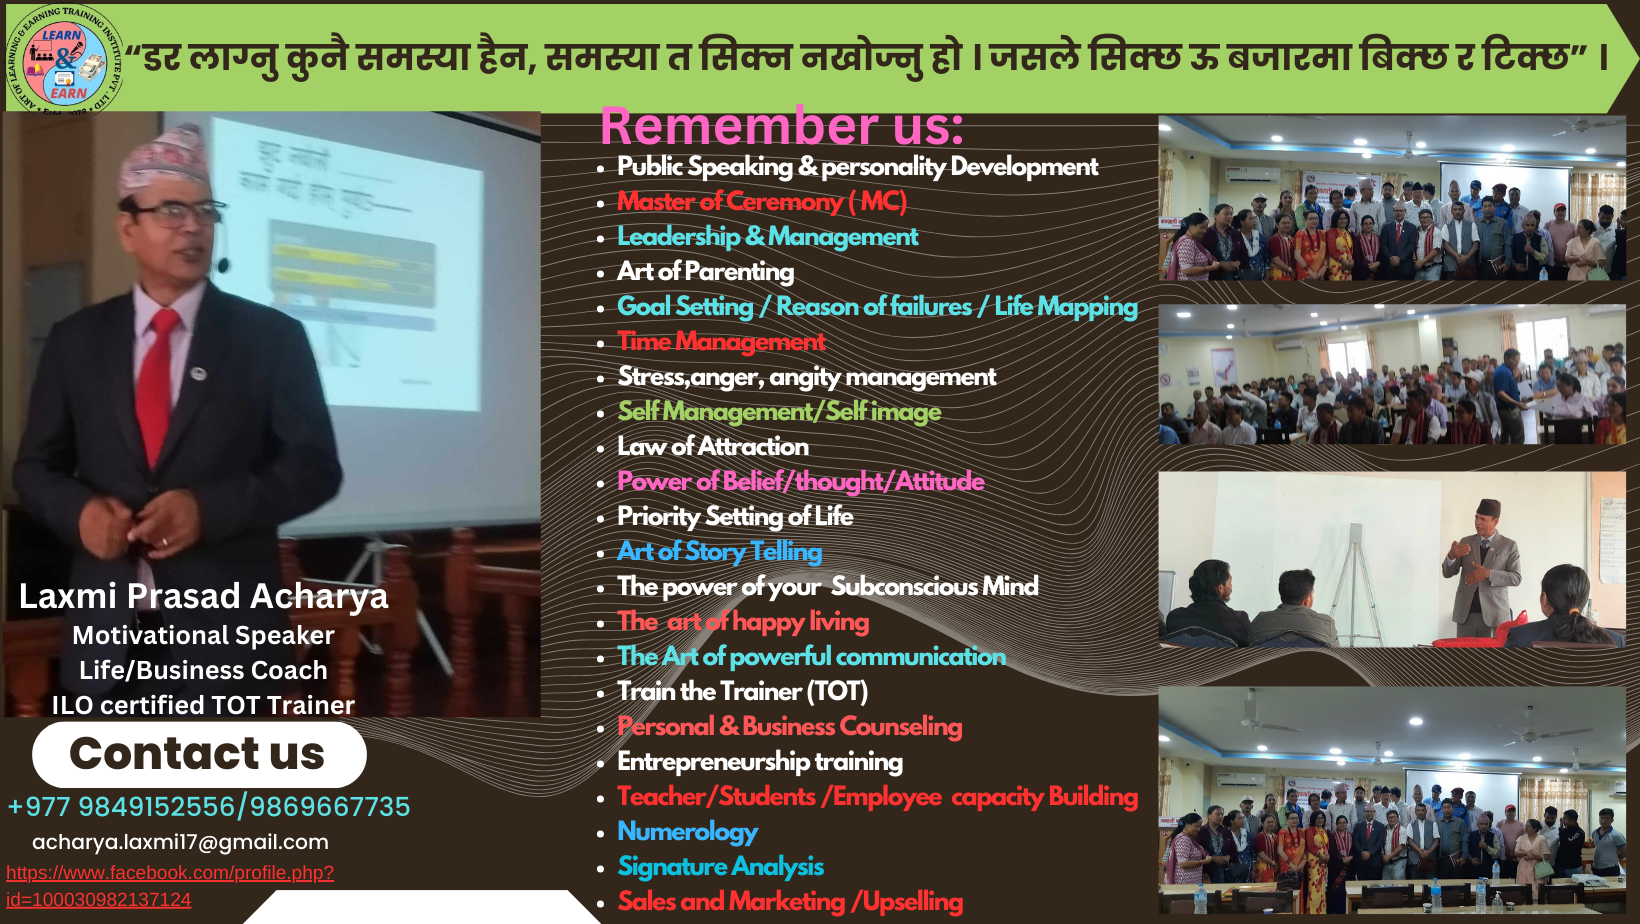 ART OF LEARNING & EARNING TRAINING INSTITUTE PVT. LTD
LEARN
&
EARN
“डर लाग्नु कुनै समस्या हैन, समस्या त सिक्न नखोज्नु हो । जसले सिक्छ ऊ बजारमा बिक्छ र टिक्छ” ।
Remember us:
Public Speaking & personality Development
Master of Ceremony ( MC)
Leadership & Management
Art of Parenting
Goal Setting / Reason of failures / Life Mapping
Time Management
Stress,anger, angity management
Self Management/Self image
Law of Attraction
Power of Belief/thought/Attitude
Priority Setting of Life
Art of Story Telling
The power of your Subconscious Mind
The art of happy living
The Art of powerful communication
Train the Trainer (TOT)
Personal & Business Counseling
Entrepreneurship training
Teacher/Students /Employee capacity Building
Numerology
Signature Analysis
Sales and Marketing /Upselling
Laxmi Prasad Acharya
Motivational Speaker
Life/Business Coach
ILO certified TOT Trainer
Contact us
+977 9849152556/9869667735
acharya.laxmi17@gmail.com
https://www.facebook.com/profile.php?
id=100030982137124